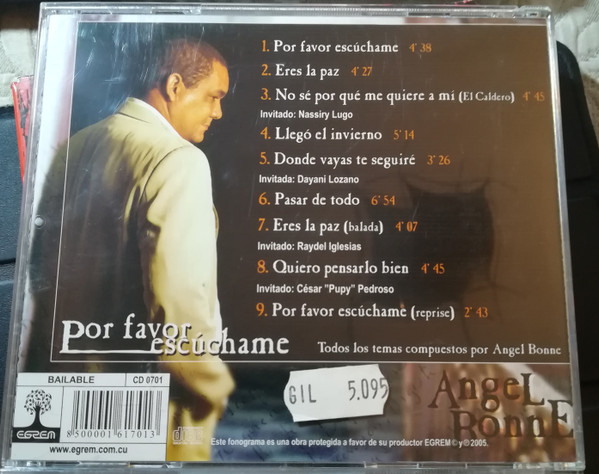 1. Por favor escúchame 4' 38
2. Eres la paz 4' 27
3. No sé por qué me quiere a mí (El Caldero) 4' 45
Invitado: Nassiry Lugo
4. Llegó el invierno 5' 14
5. Donde vayas te seguiré 3' 26
Invitada: Dayani Lozano
6. Pasar de todo 6' 54
7. Eres la paz (balada) 4' 07
Invitado: Raydel Iglesias
8. Quiero pensarlo bien 4' 45
Invitado: César "Pupy" Pedroso
9. Por favor escúchame (reprise) 2' 43
Por favor
escúchame
Todos los temas compuestos por Angel Bonne
BAILABLE
CD 0701
EGREM
8 500001 617013
www.egrem.com.cu
GIL 5.095
Angel
Bonne
disc
Este fonograma es una obra protegida a favor de su productor EGREM©y℗2005.